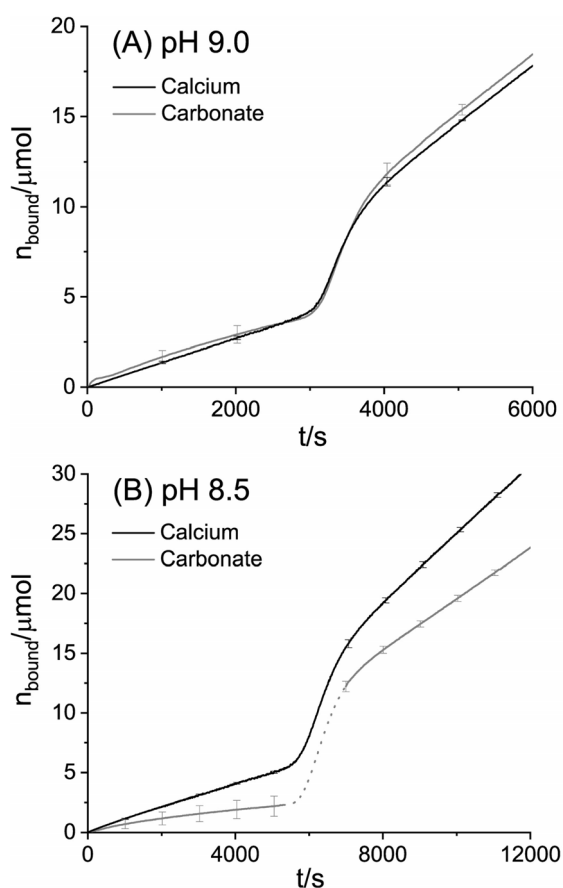 (A) pH 9.0
Calcium
Carbonate
20
15
10
5
0
n_bound/μmol
0 2000 4000 6000
t/s
(B) pH 8.5
Calcium
Carbonate
30
25
20
15
10
5
0
n_bound/μmol
0 4000 8000 12000
t/s